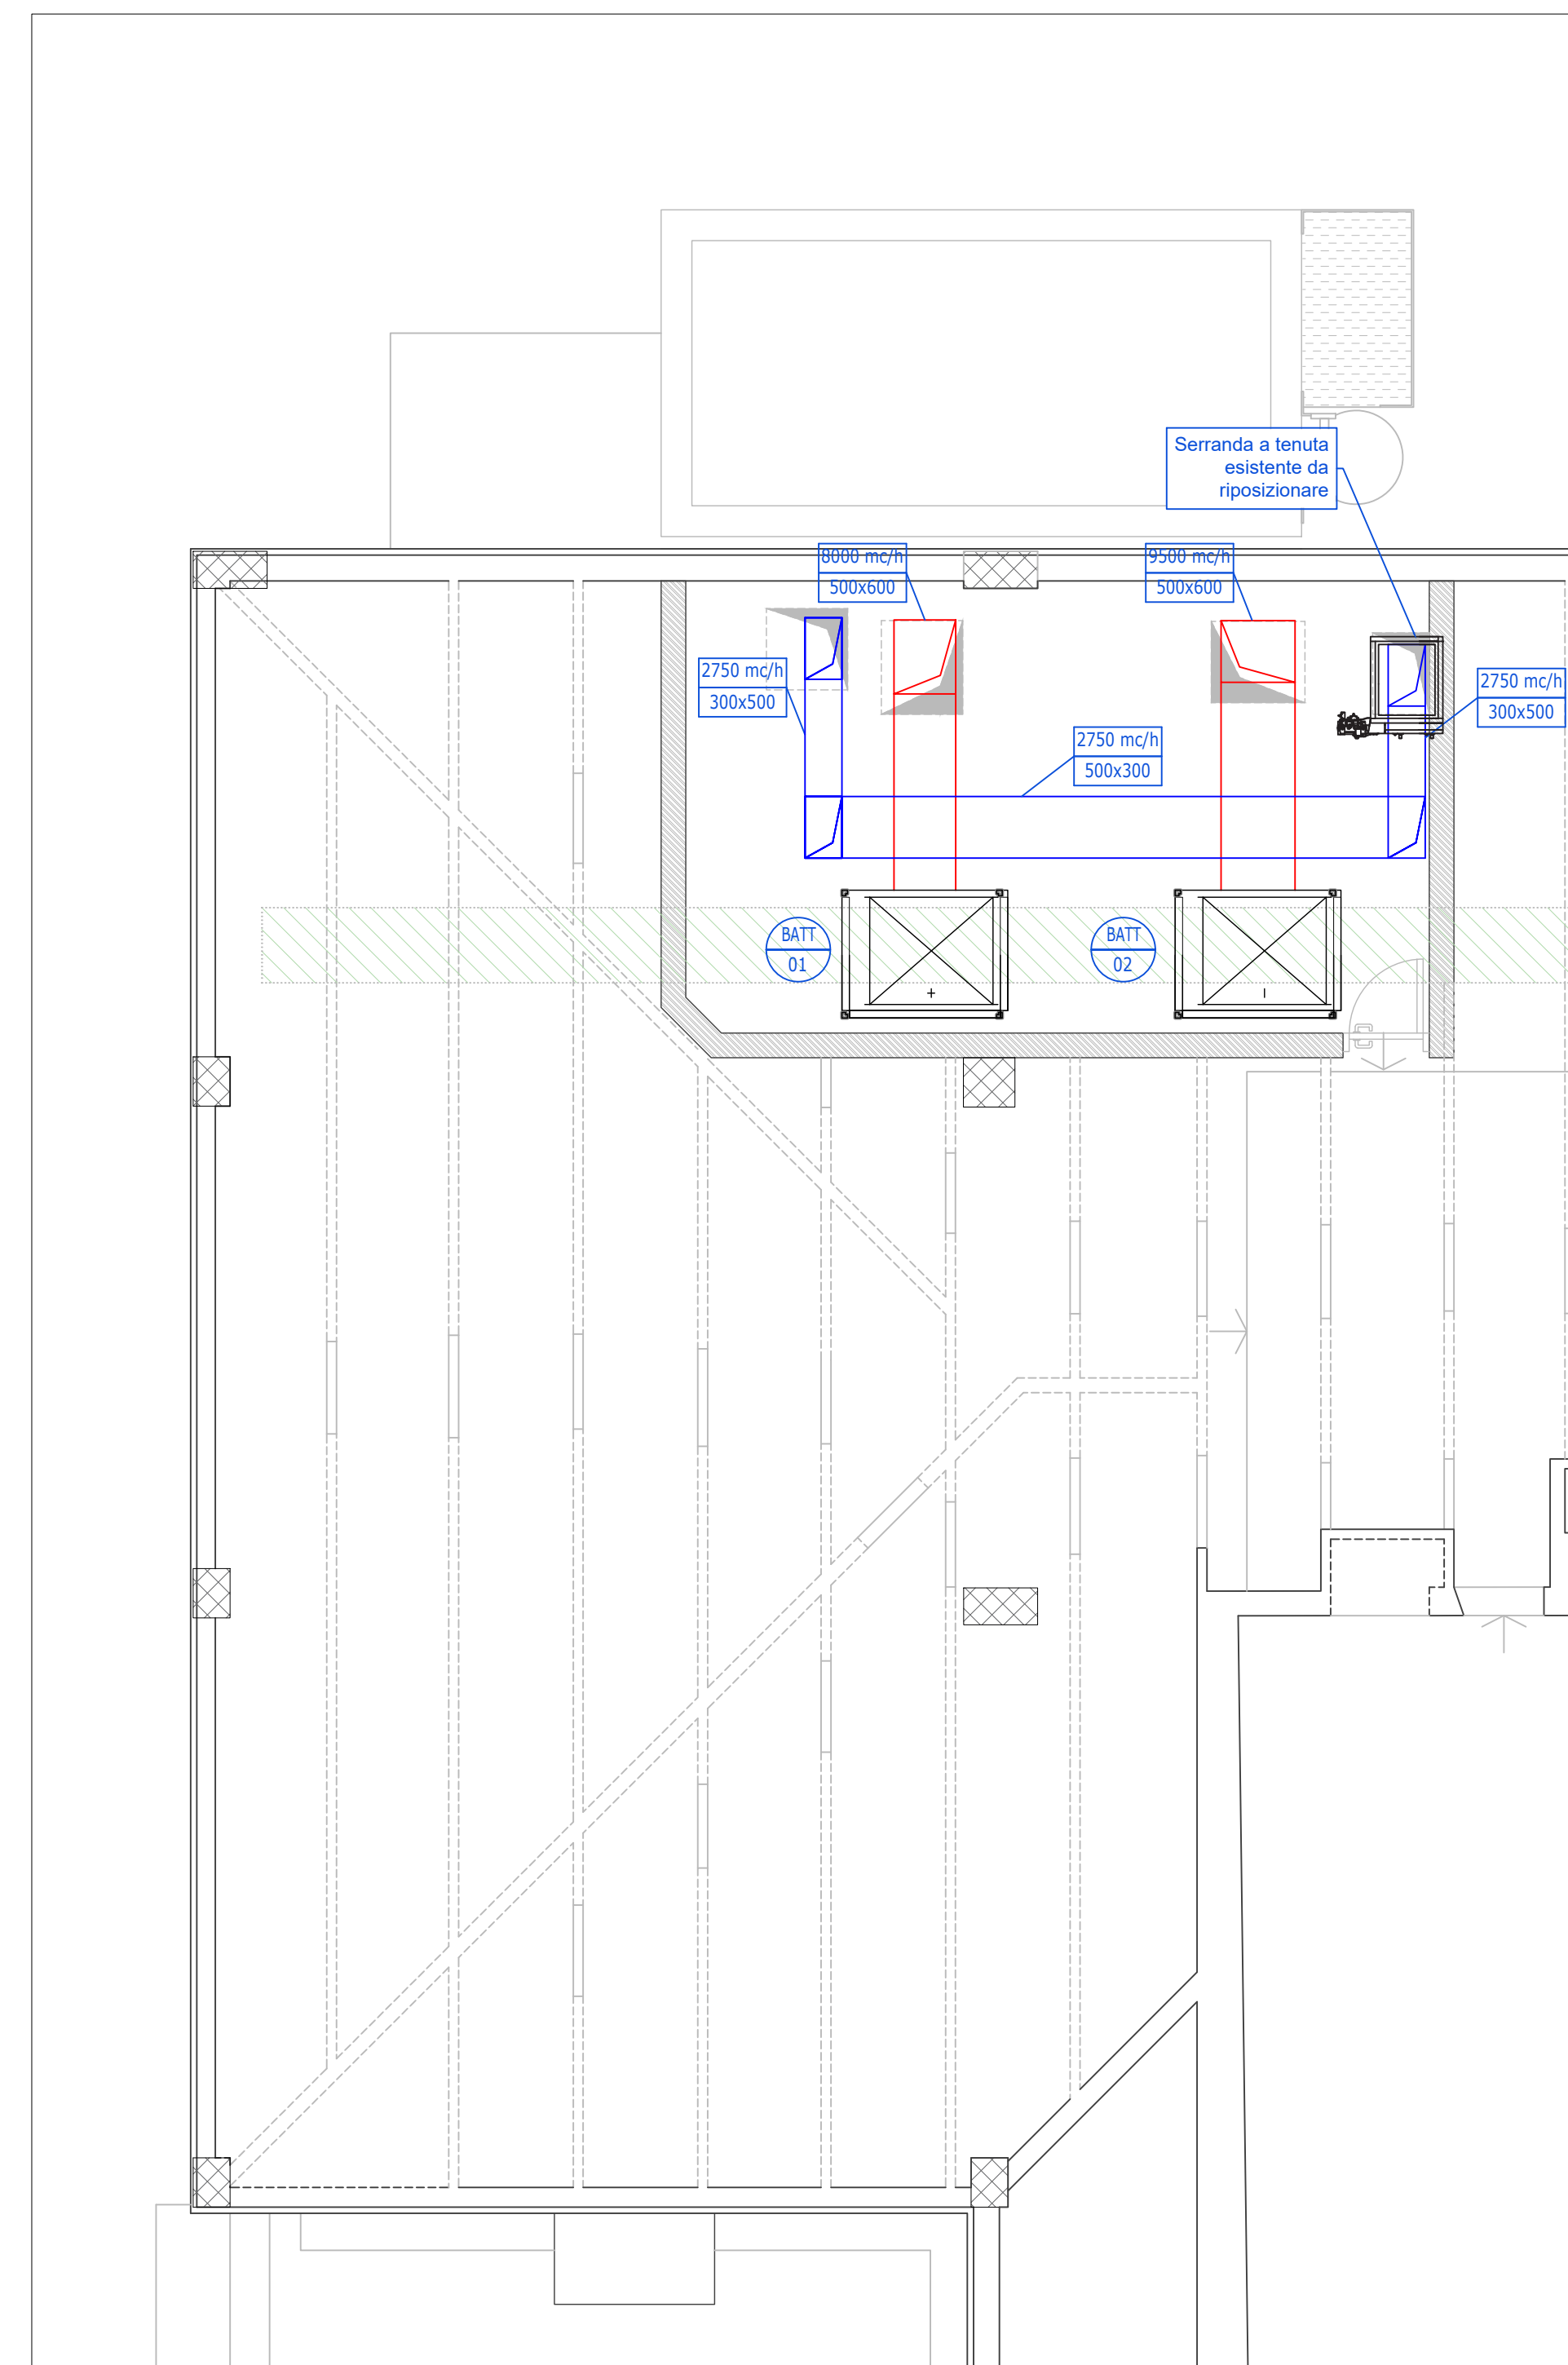 Serranda a tenuta
esistente da
riposizionare
8000 mc/h
500x600
9500 mc/h
500x600
2750 mc/h
300x500
2750 mc/h
300x500
2750 mc/h
500x300
BATT
01
BATT
02